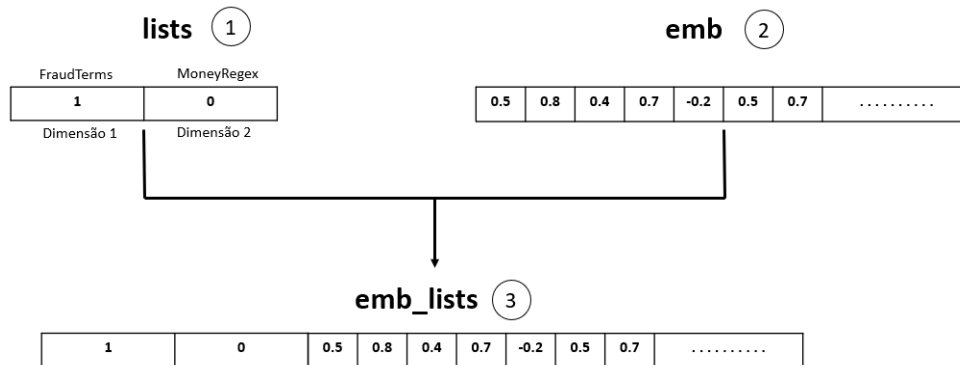 lists 1
emb 2
FraudTerms MoneyRegex
1 0
Dimensão 1 Dimensão 2
0.5 0.8 0.4 0.7 -0.2 0.5 0.7 ..........
emb_lists 3
1 0 0.5 0.8 0.4 0.7 -0.2 0.5 0.7 ..........